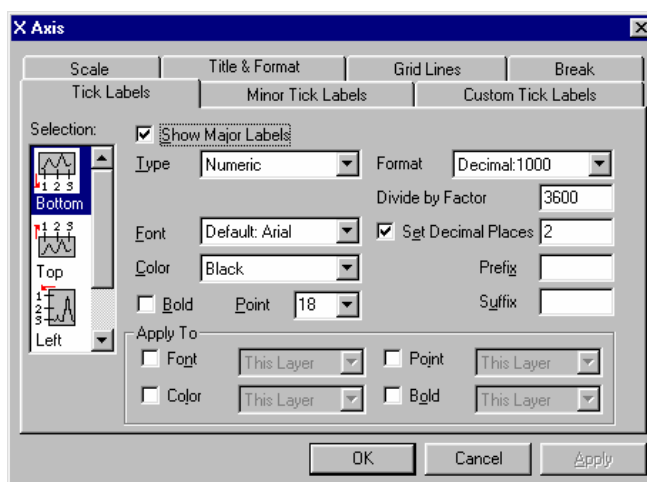 X Axis
Scale Title & Format Grid Lines Break
Tick Labels Minor Tick Labels Custom Tick Labels
Selection:
Show Major Labels
Type Numeric Format Decimal:1000
1 2 3
Bottom
Divide by Factor 3600
1 2 3
Font Default: Arial Set Decimal Places 2
Top
Color Black Prefix
1
2
3
Bold Point 18 Suffix
Left
Apply To
Font This Layer Point This Layer
Color This Layer Bold This Layer
OK Cancel Apply